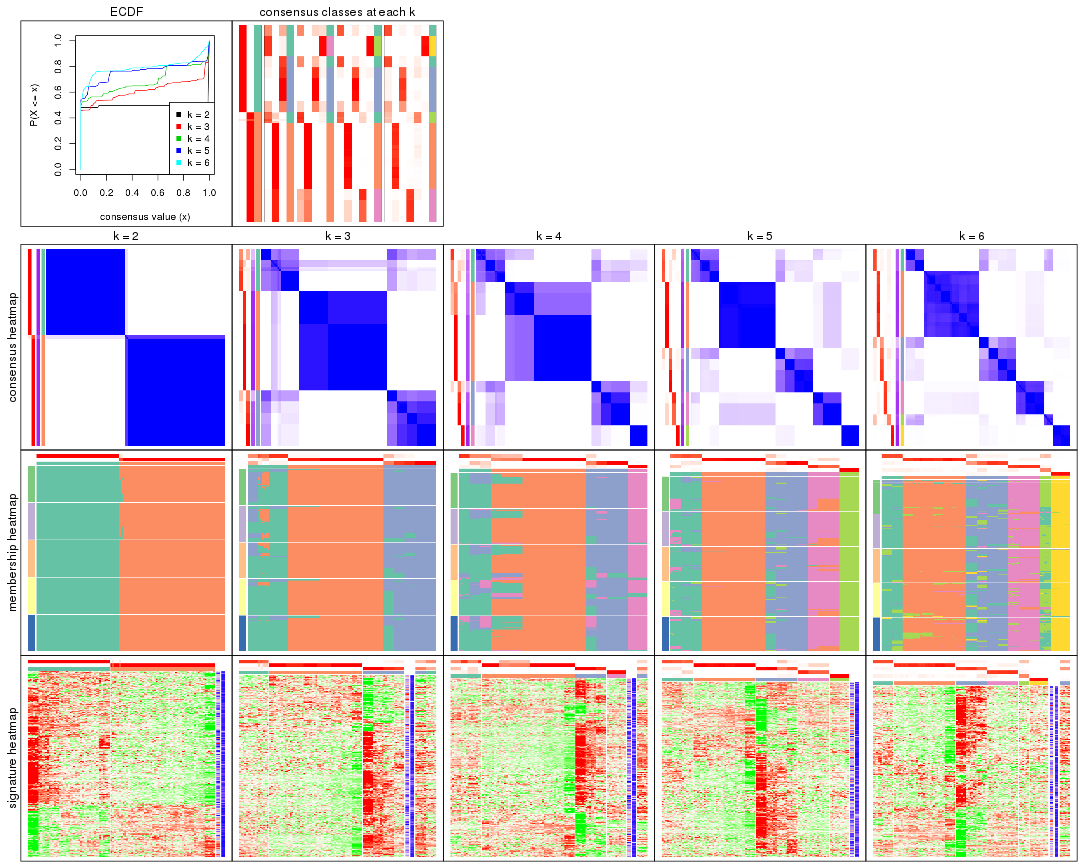 ECDF
consensus classes at each k
P(X <= x)
1.0
0.8
0.6
0.4
0.2
0.0
k = 2
k = 3
k = 4
k = 5
k = 6
0.0 0.2 0.4 0.6 0.8 1.0
consensus value (x)
k = 2
k = 3
k = 4
k = 5
k = 6
consensus heatmap
membership heatmap
signature heatmap